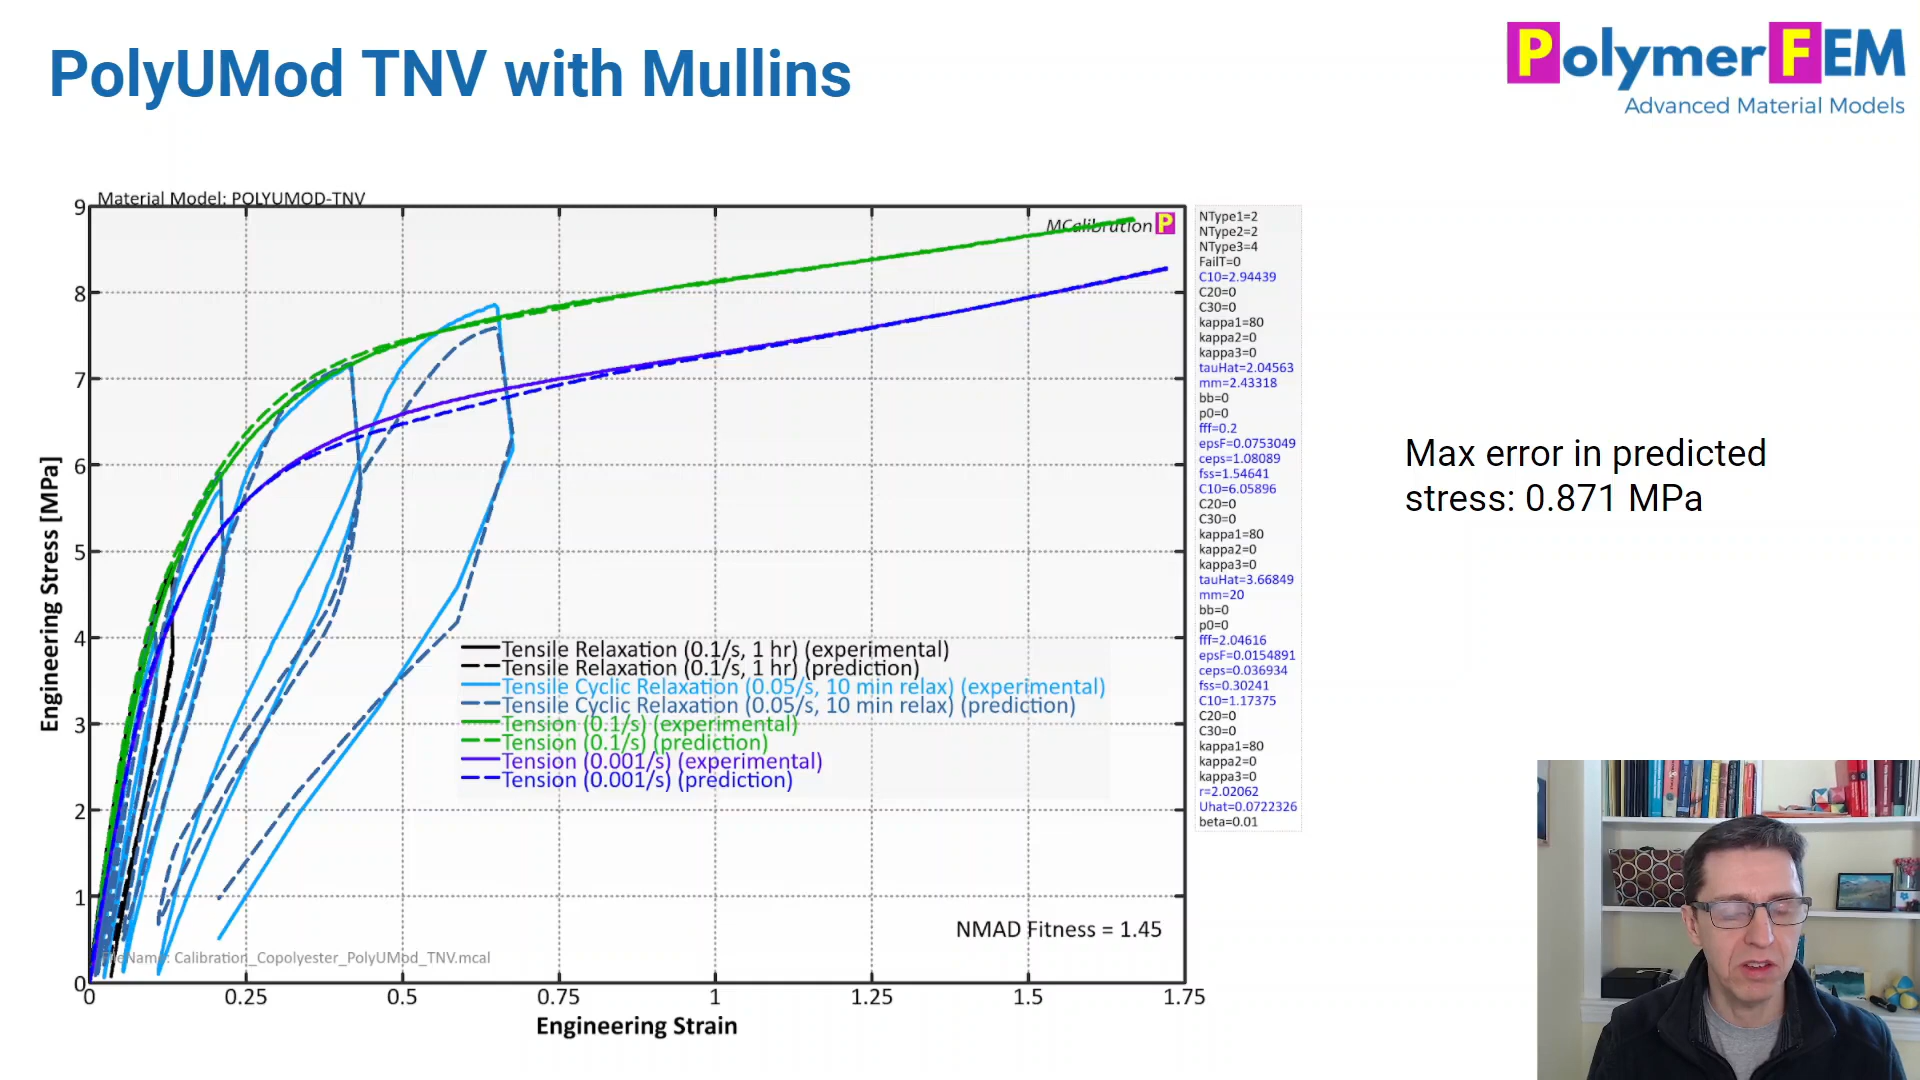 PolyUMod TNV with Mullins
PolymerFEM
Advanced Material Models
Material Model: POLYUMOD-TNV
MCalibration P
9
8
7
6
5
4
3
2
1
0
Engineering Stress [MPa]
Tensile Relaxation (0.1/s, 1 hr) (experimental)
Tensile Relaxation (0.1/s, 1 hr) (prediction)
Tensile Cyclic Relaxation (0.05/s, 10 min relax) (experimental)
Tensile Cyclic Relaxation (0.05/s, 10 min relax) (prediction)
Tension (0.1/s) (experimental)
Tension (0.1/s) (prediction)
Tension (0.001/s) (experimental)
Tension (0.001/s) (prediction)
NMAD Fitness = 1.45
Calibration_Copolyester_PolyUMod_TNV.mcal
0 0.25 0.5 0.75 1 1.25 1.5 1.75
Engineering Strain
NType1=2
NType2=2
NType3=4
FailT=0
C10=2.94439
C20=0
C30=0
kappa1=80
kappa2=0
kappa3=0
tauHat=2.04563
mm=2.43318
bb=0
p0=0
fff=0.2
epsF=0.0753049
ceps=1.08089
fss=1.54641
C10=6.05896
C20=0
C30=0
kappa1=80
kappa2=0
kappa3=0
tauHat=3.66849
mm=20
bb=0
p0=0
fff=2.04616
epsF=0.0154891
ceps=0.036934
fss=0.30241
C10=1.17375
C20=0
C30=0
kappa1=80
kappa2=0
kappa3=0
r=2.02062
Uhat=0.0722326
beta=0.01
Max error in predicted
stress: 0.871 MPa